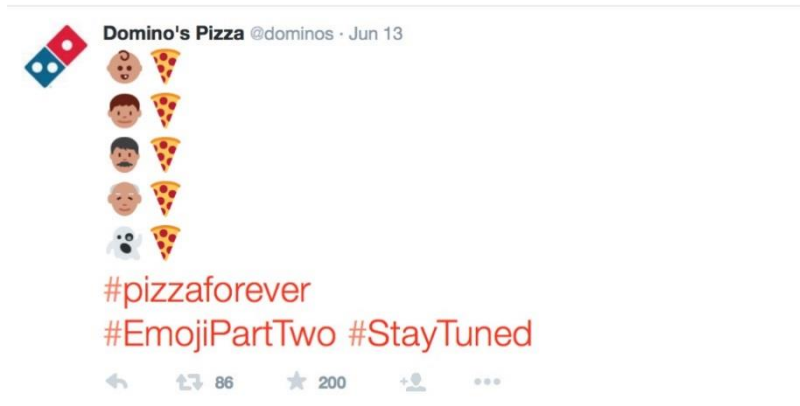 Domino's Pizza @dominos · Jun 13
👶🏽🍕
👦🏽🍕
👨🏽🍕
👴🏽🍕
👻🍕
#pizzaforever
#EmojiPartTwo #StayTuned
86 200